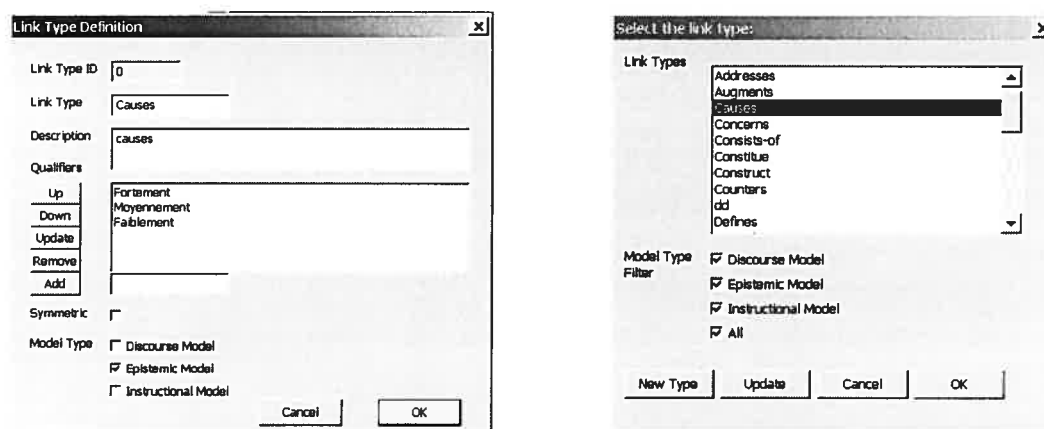 Link Type Definition
Link Type ID
0
Link Type
Causes
Description
causes
Qualifiers
Up
Down
Update
Remove
Add
Fortement
Moyennement
Faiblement
Symmetric
Model Type
Discourse Model
Epistemic Model
Instructional Model
Cancel
OK
Select the link type:
Link Types
Addresses
Augments
Causes
Concerns
Consists-of
Constitue
Construct
Counters
dd
Defines
Model Type
Filter
Discourse Model
Epistemic Model
Instructional Model
All
New Type
Update
Cancel
OK